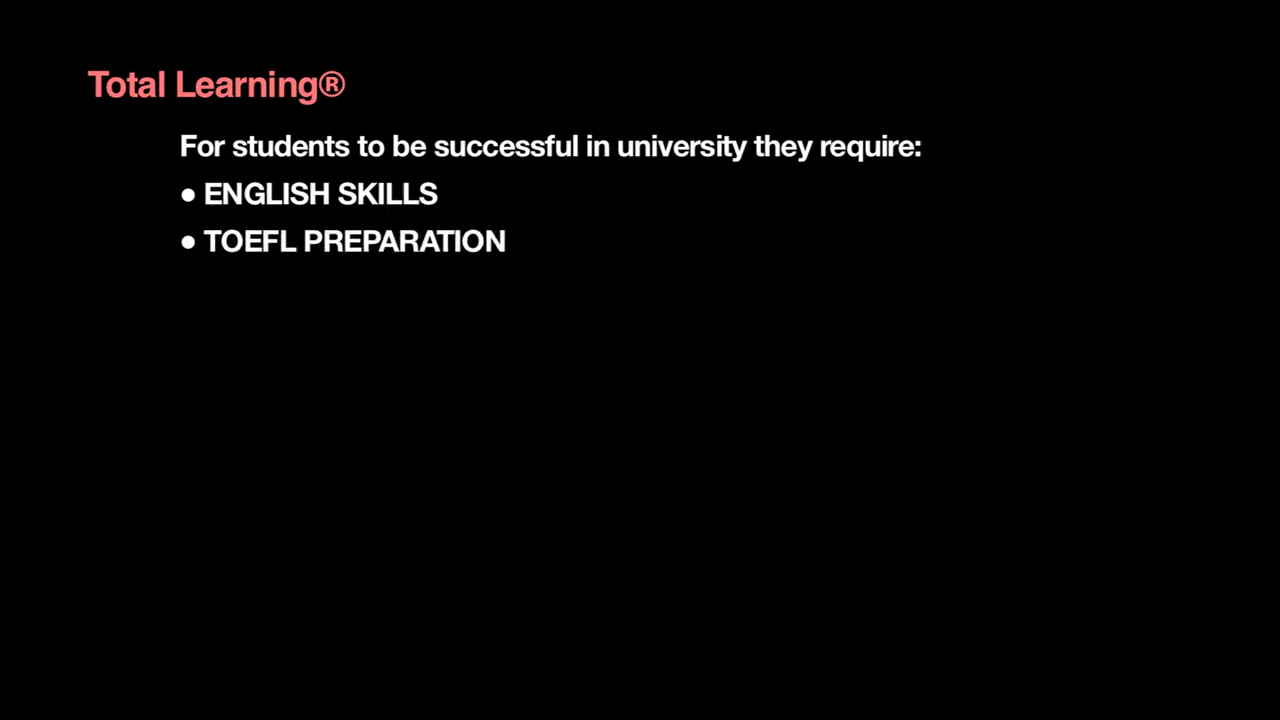 Total Learning®
For students to be successful in university they require:
● ENGLISH SKILLS
● TOEFL PREPARATION